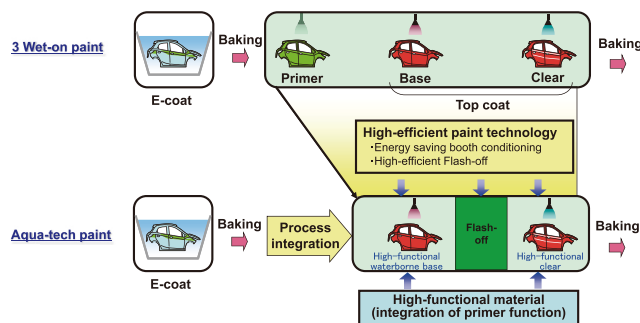 3 Wet-on paint
Baking
Baking
Primer
Base
Clear
E-coat
Top coat
High-efficient paint technology
・Energy saving booth conditioning
・High-efficient Flash-off
Aqua-tech paint
Baking
Process
integration
Flash-
off
Baking
High-functional
waterborne base
High-functional
clear
E-coat
High-functional material
(integration of primer function)